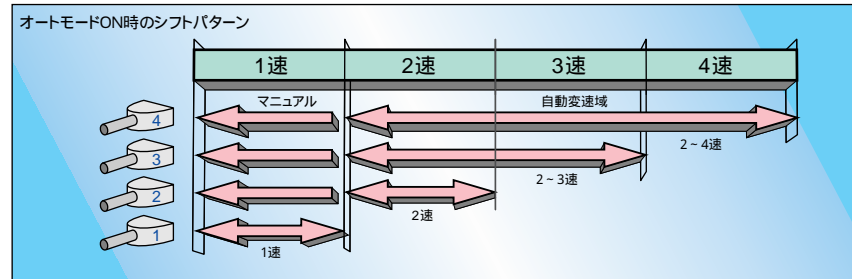 オートモードON時のシフトパターン
1速 2速 3速 4速
マニュアル 自動変速域
4
2~4速
3
2~3速
2
2速
1
1速